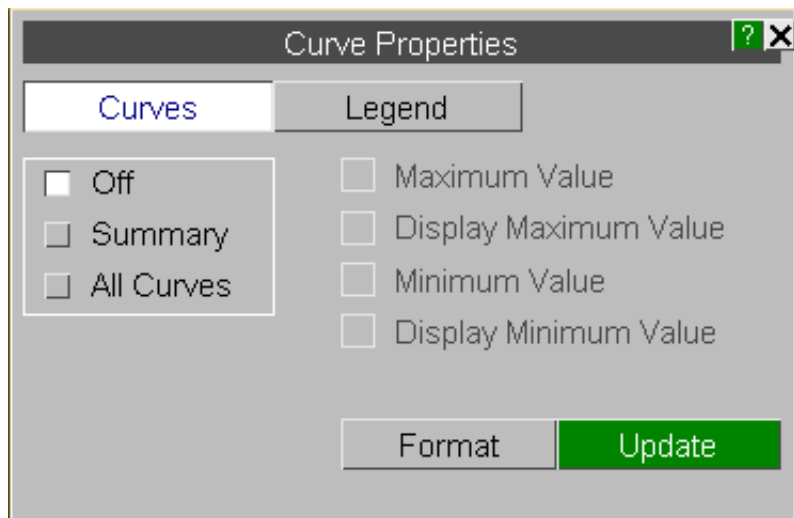 Curve Properties
?
Curves
Legend
Off
Summary
All Curves
Maximum Value
Display Maximum Value
Minimum Value
Display Minimum Value
Format
Update